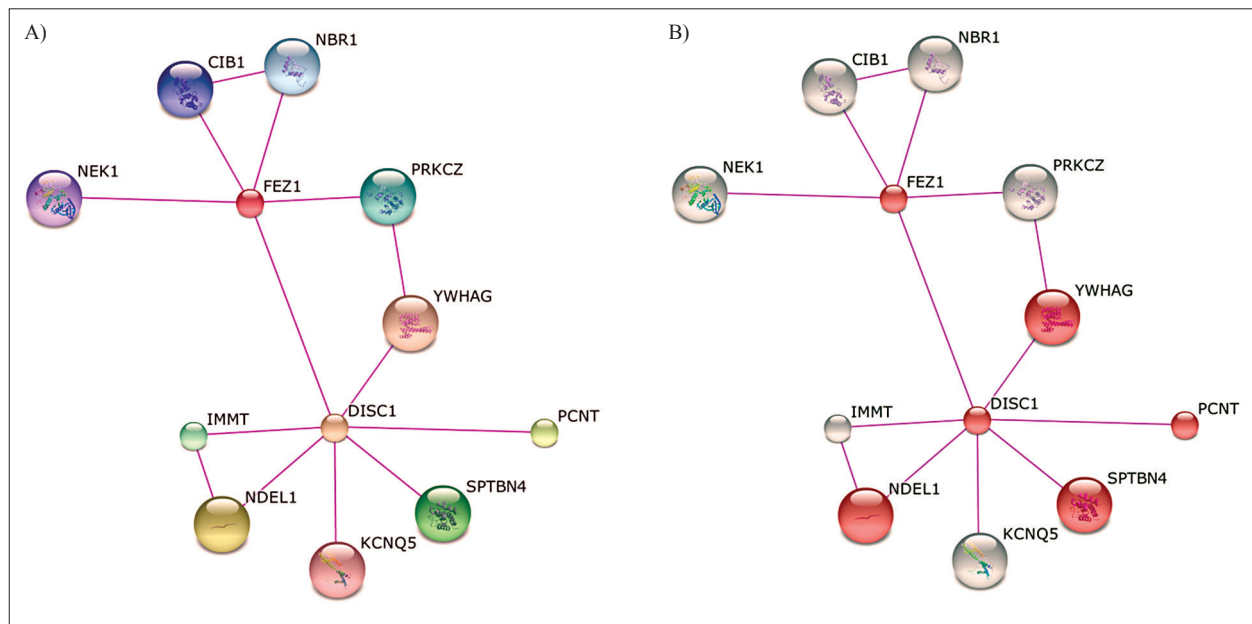 A)
NBR1
CIB1
NEK1
FEZ1
PRKCZ
YWHAG
IMMT
DISC1
PCNT
NDEL1
SPTBN4
KCNQ5
B)
NBR1
CIB1
NEK1
FEZ1
PRKCZ
YWHAG
IMMT
DISC1
PCNT
NDEL1
SPTBN4
KCNQ5